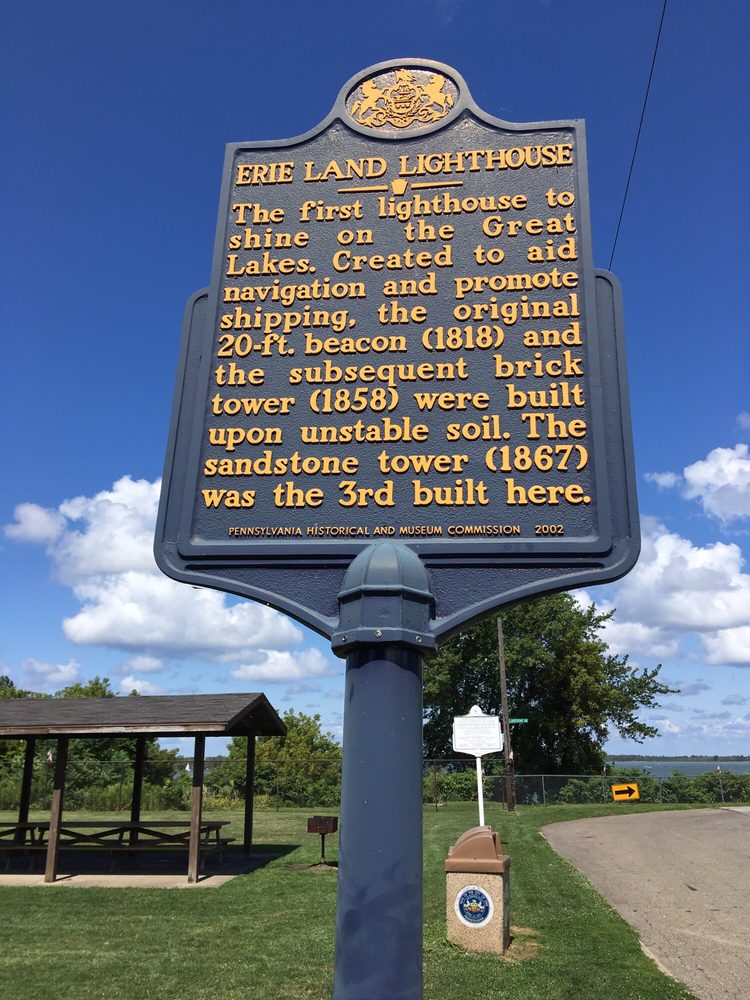 ERIE LAND LIGHTHOUSE
The first lighthouse to
shine on the Great
Lakes. Created to aid
navigation and promote
shipping, the original
20-ft. beacon (1818) and
the subsequent brick
tower (1858) were built
upon unstable soil. The
sandstone tower (1867)
was the 3rd built here.
PENNSYLVANIA HISTORICAL AND MUSEUM COMMISSION 2002